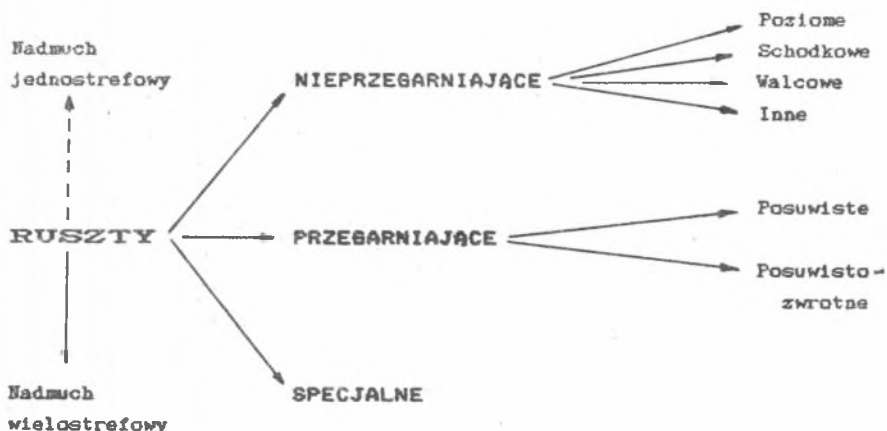 Nadmuch
jednostrefowy
RUSZTY
Nadmuch
wielostrefowy
NIEPRZEGARNIAJĄCE
PRZEGARNIAJĄCE
SPECJALNE
Poziome
Schodkowe
Walcowe
Inne
Posuwiste
Posuwisto-
zwrotne